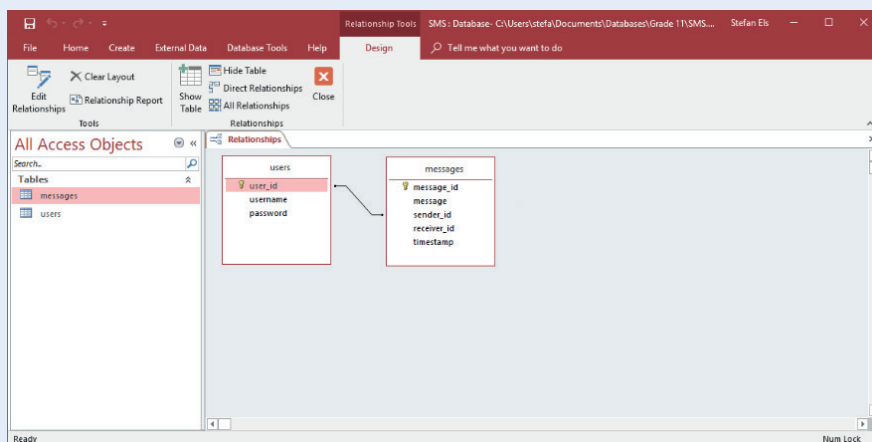 Relationship Tools
SMS : Database- C:\Users\stefa\Documents\Databases\Grade 11\SMS....
Stefan Els
File
Home
Create
External Data
Database Tools
Help
Design
Tell me what you want to do
Edit Relationships
Clear Layout
Relationship Report
Tools
Show Table
Hide Table
Direct Relationships
All Relationships
Relationships
Close
All Access Objects
Search...
Tables
messages
users
Relationships
users
user_id
username
password
messages
message_id
message
sender_id
receiver_id
timestamp
Ready
Num Lock